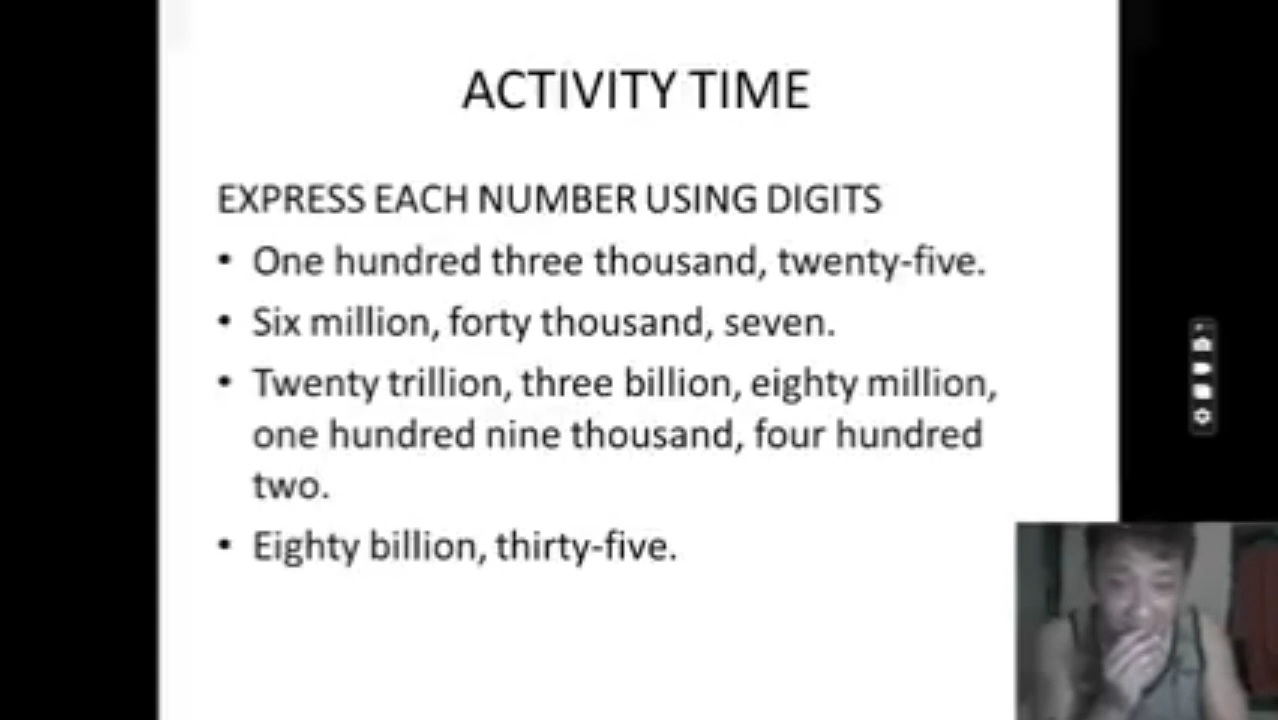 ACTIVITY TIME
EXPRESS EACH NUMBER USING DIGITS
• One hundred three thousand, twenty-five.
• Six million, forty thousand, seven.
• Twenty trillion, three billion, eighty million,
one hundred nine thousand, four hundred
two.
• Eighty billion, thirty-five.